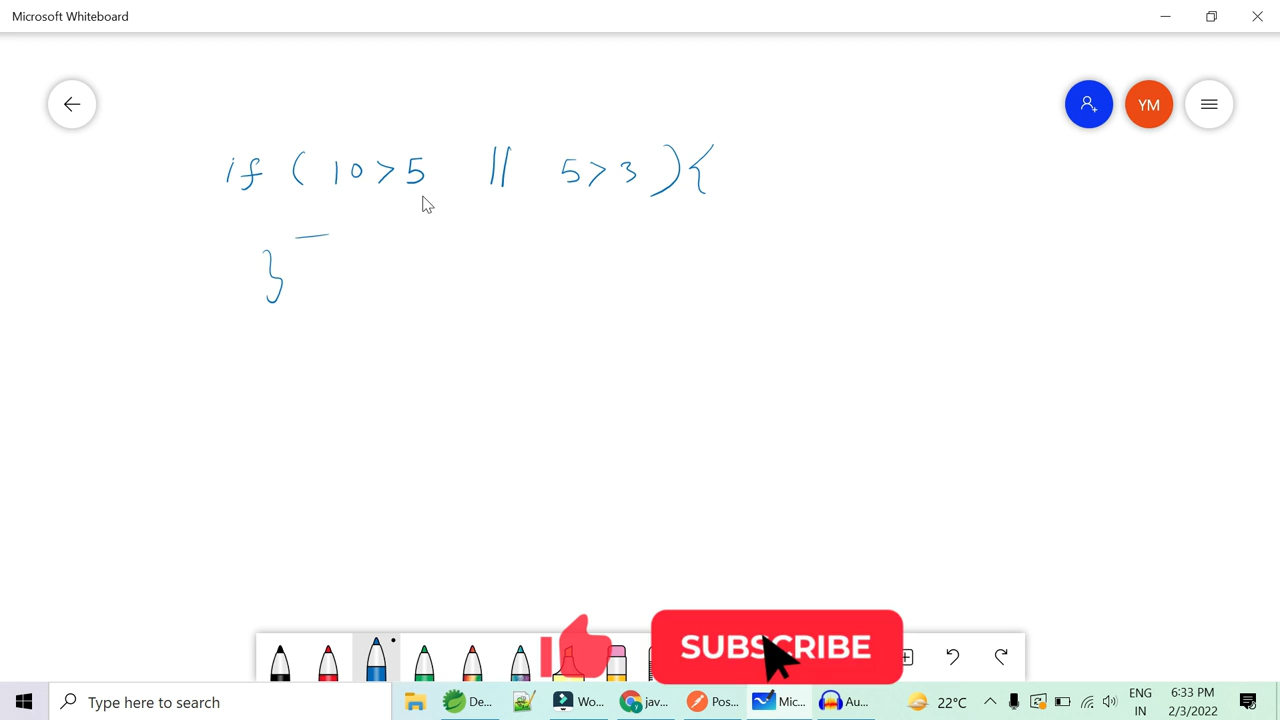 Microsoft Whiteboard
YM
if ( 10 > 5 || 5 > 3 ) {
}
SUBSCRIBE
Type here to search
De...
Wo...
jav...
Pos...
Mic...
Au...
22°C
ENG
IN
6:33 PM
2/3/2022